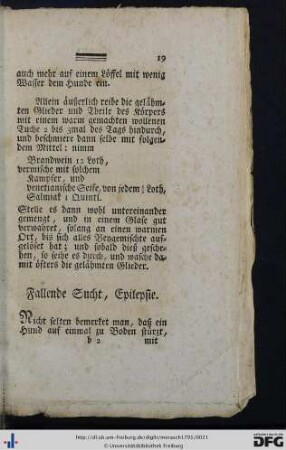 19
auch mehr auf einem Löffel mit wenig
Wasser dem Hunde ein.
Allein äußerlich reibe die gelähm-
ten Glieder und Theile des Körpers
mit einem warm gemachten wollenen
Tuche 2 bis 3mal des Tags hindurch,
und beschmiere dann selbe mit folgen-
dem Mittel: nimm
Brandwein 12 Loth,
vermische mit solchem
Kampfer, und
venetianische Seife, von jedem ½ Loth,
Salmiak 1 Quintl.
Stelle es dann wohl untereinander
gemengt, und in einem Glase gut
verwahret, solang an einen warmen
Ort, bis sich alles Beygemischte auf-
gelöset hat; und sobald dieß gesche-
hen, so seihe es durch, und wasche da-
mit öfters die gelähmten Glieder.
Fallende Sucht, Epilepsie.
Nicht selten bemerket man, daß ein
Hund auf einmal zu Boden stürzt,
b 2 mit
http://dl.ub.uni-freiburg.de/diglit/menasch1791/0021
© Universitätsbibliothek Freiburg
gefördert durch die
DFG